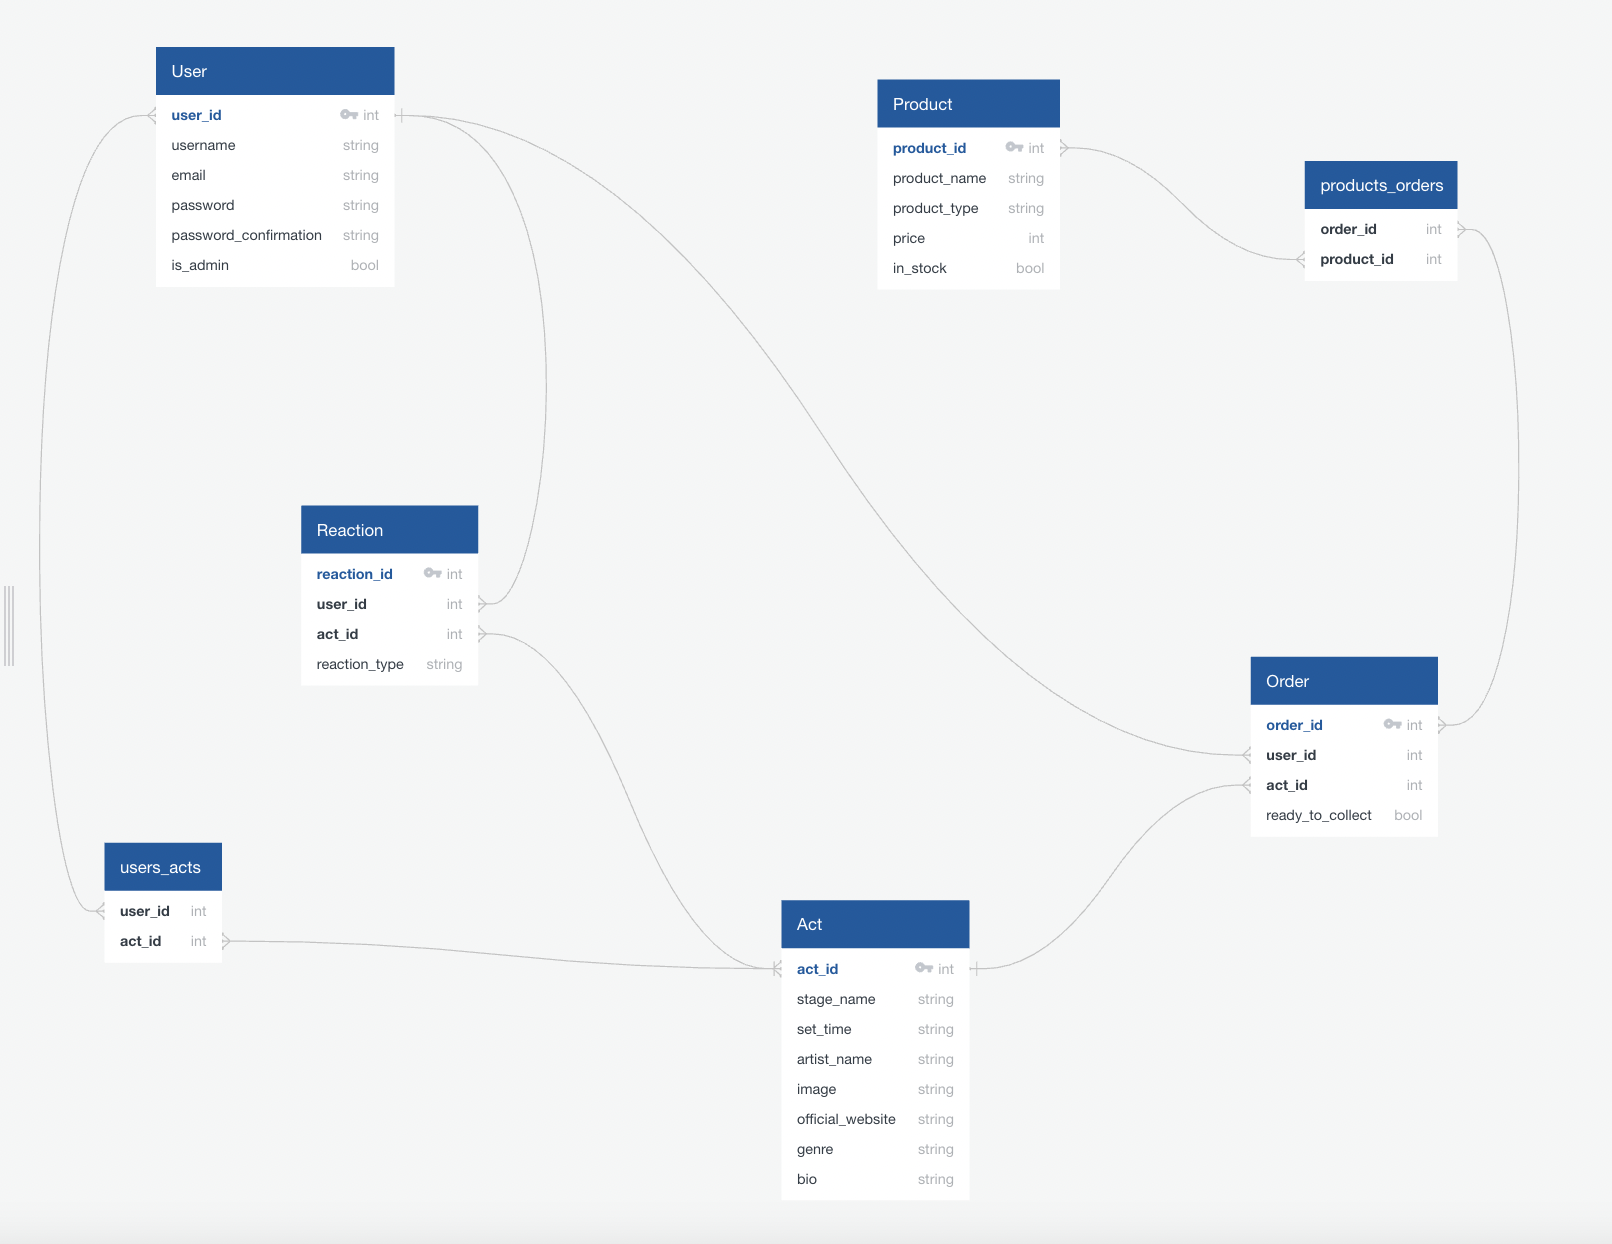 User
user_id int
username string
email string
password string
password_confirmation string
is_admin bool
Product
product_id int
product_name string
product_type string
price int
in_stock bool
products_orders
order_id int
product_id int
Reaction
reaction_id int
user_id int
act_id int
reaction_type string
Order
order_id int
user_id int
act_id int
ready_to_collect bool
users_acts
user_id int
act_id int
Act
act_id int
stage_name string
set_time string
artist_name string
image string
official_website string
genre string
bio string